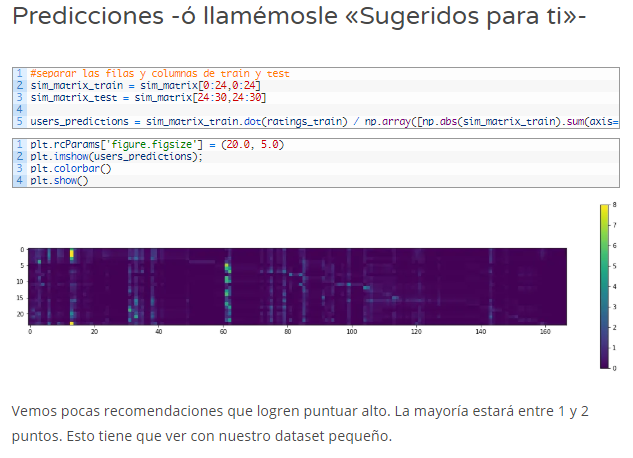 Predicciones -ó llamémosle «Sugeridos para ti»-
1 #separar las filas y columnas de train y test
2 sim_matrix_train = sim_matrix[0:24,0:24]
3 sim_matrix_test = sim_matrix[24:30,24:30]
4
5 users_predictions = sim_matrix_train.dot(ratings_train) / np.array([np.abs(sim_matrix_train).sum(axis=
1 plt.rcParams['figure.figsize'] = (20.0, 5.0)
2 plt.imshow(users_predictions);
3 plt.colorbar()
4 plt.show()
8
7
6
5
4
3
2
1
0
0
5
10
15
20
0 20 40 60 80 100 120 140 160
Vemos pocas recomendaciones que logren puntuar alto. La mayoría estará entre 1 y 2
puntos. Esto tiene que ver con nuestro dataset pequeño.